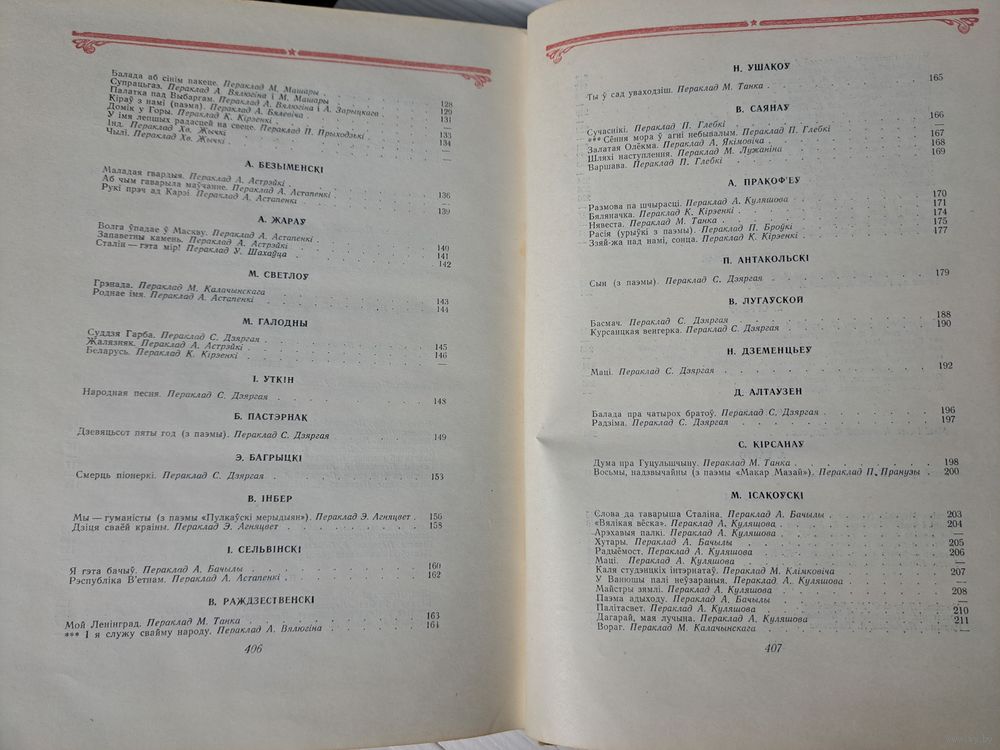 Балада аб сінім пакеце. Пераклад М. Машары . 128
Супрацьгаз. Пераклад А. Вялюгіна і М. Машары . 129
Палатка пад Выбаргам. Пераклад А. Вялюгіна і А. Зарыцкага . 131
Кіраў з намі (паэма). Пераклад А. Бялевіча . —
Домік у Горы. Пераклад К. Кірэенкі . 133
У імя лепшых радасцей на свеце. Пераклад П. Прыходзькі . 134
Інд. Пераклад Хв. Жычкі . —
Чылі. Пераклад Хв. Жычкі . —
А. БЕЗЫМЕНСКІ
Маладая гвардыя. Пераклад А. Астрэйкі . 136
Аб чым гаварыла маўчанне. Пераклад А. Астапенкі . —
Рукі прэч ад Карэі. Пераклад А. Астапенкі 139
А. ЖАРАЎ
Волга ўпадае ў Маскву. Пераклад А. Астапенкі . 140
Запаветны камень. Пераклад А. Астрэйкі . 141
Сталін — гэта мір! Пераклад У. Шахаўца . 142
М. СВЕТЛОЎ
Грэнада. Пераклад М. Калачынскага . 143
Роднае імя. Пераклад А. Астапенкі . 144
М. ГАЛОДНЫ
Суддзя Гарба. Пераклад С. Дзяргая . 145
Жалязняк. Пераклад А. Астрэйкі . 146
Беларусь. Пераклад К. Кірэенкі . —
І. УТКІН
Народная песня. Пераклад С. Дзяргая . 148
Б. ПАСТЭРНАК
Дзевяцьсот пяты год (з паэмы). Пераклад С. Дзяргая . 149
Э. БАГРЫЦКІ
Смерць піонеркі. Пераклад С. Дзяргая . 153
В. ІНБЕР
Мы — гуманісты (з паэмы «Пулкаўскі мерыдыян»). Пераклад Э. Агняцвет . 156
Дзіця сваёй краіны. Пераклад Э. Агняцвет . 158
І. СЕЛЬВІНСКІ
Я гэта бачыў. Пераклад А. Бачылы . 160
Рэспубліка В'етнам. Пераклад А. Астапенкі . 162
В. РАЖДЗЕСТВЕНСКІ
Мой Ленінград. Пераклад М. Танка . 163
*** І я служу свайму народу. Пераклад А. Вялюгіна . 164
406
Н. УШАКОЎ
Ты ў сад уваходзіш. Пераклад М. Танка . 165
В. САЯНАЎ
Сучаснікі. Пераклад П. Глебкі . 166
*** Сёння мора ў агні небывалым. Пераклад П. Глебкі . —
Залатая Олёкма. Пераклад А. Якімовіча . 167
Шляхі наступлення. Пераклад М. Лужаніна . 168
Варшава. Пераклад П. Глебкі . 169
А. ПРАКОФ'ЕЎ
Размова па шчырасці. Пераклад А. Куляшова . 170
Бяляначка. Пераклад К. Кірэенкі . 171
Нявеста. Пераклад М. Танка . 174
Расія (урыўкі з паэмы). Пераклад П. Броўкі . 175
Ззяй-жа над намі, сонца. Пераклад К. Кірэенкі . 177
П. АНТАКОЛЬСКІ
Сын (з паэмы). Пераклад С. Дзяргая . 179
В. ЛУГАЎСКОЙ
Басмач. Пераклад С. Дзяргая . 188
Курсанцкая венгерка. Пераклад С. Дзяргая . 190
Н. ДЗЕМЕНЦЬЕЎ
Маці. Пераклад С. Дзяргая . 192
Д. АЛТАУЗЕН
Балада пра чатырох братоў. Пераклад С. Дзяргая . 196
Радзіма. Пераклад С. Дзяргая . 197
С. КІРСАНАЎ
Дума пра Гуцульшчыну. Пераклад М. Танка . 198
Восьмы, надзвычайны (з паэмы «Макар Мазай»). Пераклад П. Пранузы . 200
М. ІСАКОЎСКІ
Слова да таварыша Сталіна. Пераклад А. Бачылы . 203
«Вялікая вёска». Пераклад А. Куляшова . 204
Арэхавыя палкі. Пераклад А. Куляшова . —
Хутары. Пераклад А. Бачылы . 205
Радыёмост. Пераклад А. Куляшова . 206
Маці. Пераклад А. Куляшова . —
Каля студэнцкіх інтэрнатаў. Пераклад М. Клімковіча . 207
У Ванюшы палі неўзараныя. Пераклад А. Куляшова . —
Майстры зямлі. Пераклад А. Куляшова . 208
Паэма адыходу. Пераклад А. Бачылы . —
Палітасвет. Пераклад А. Куляшова . 210
Дагарай, мая лучына. Пераклад А. Куляшова . 211
Вораг. Пераклад М. Калачынскага . —
407